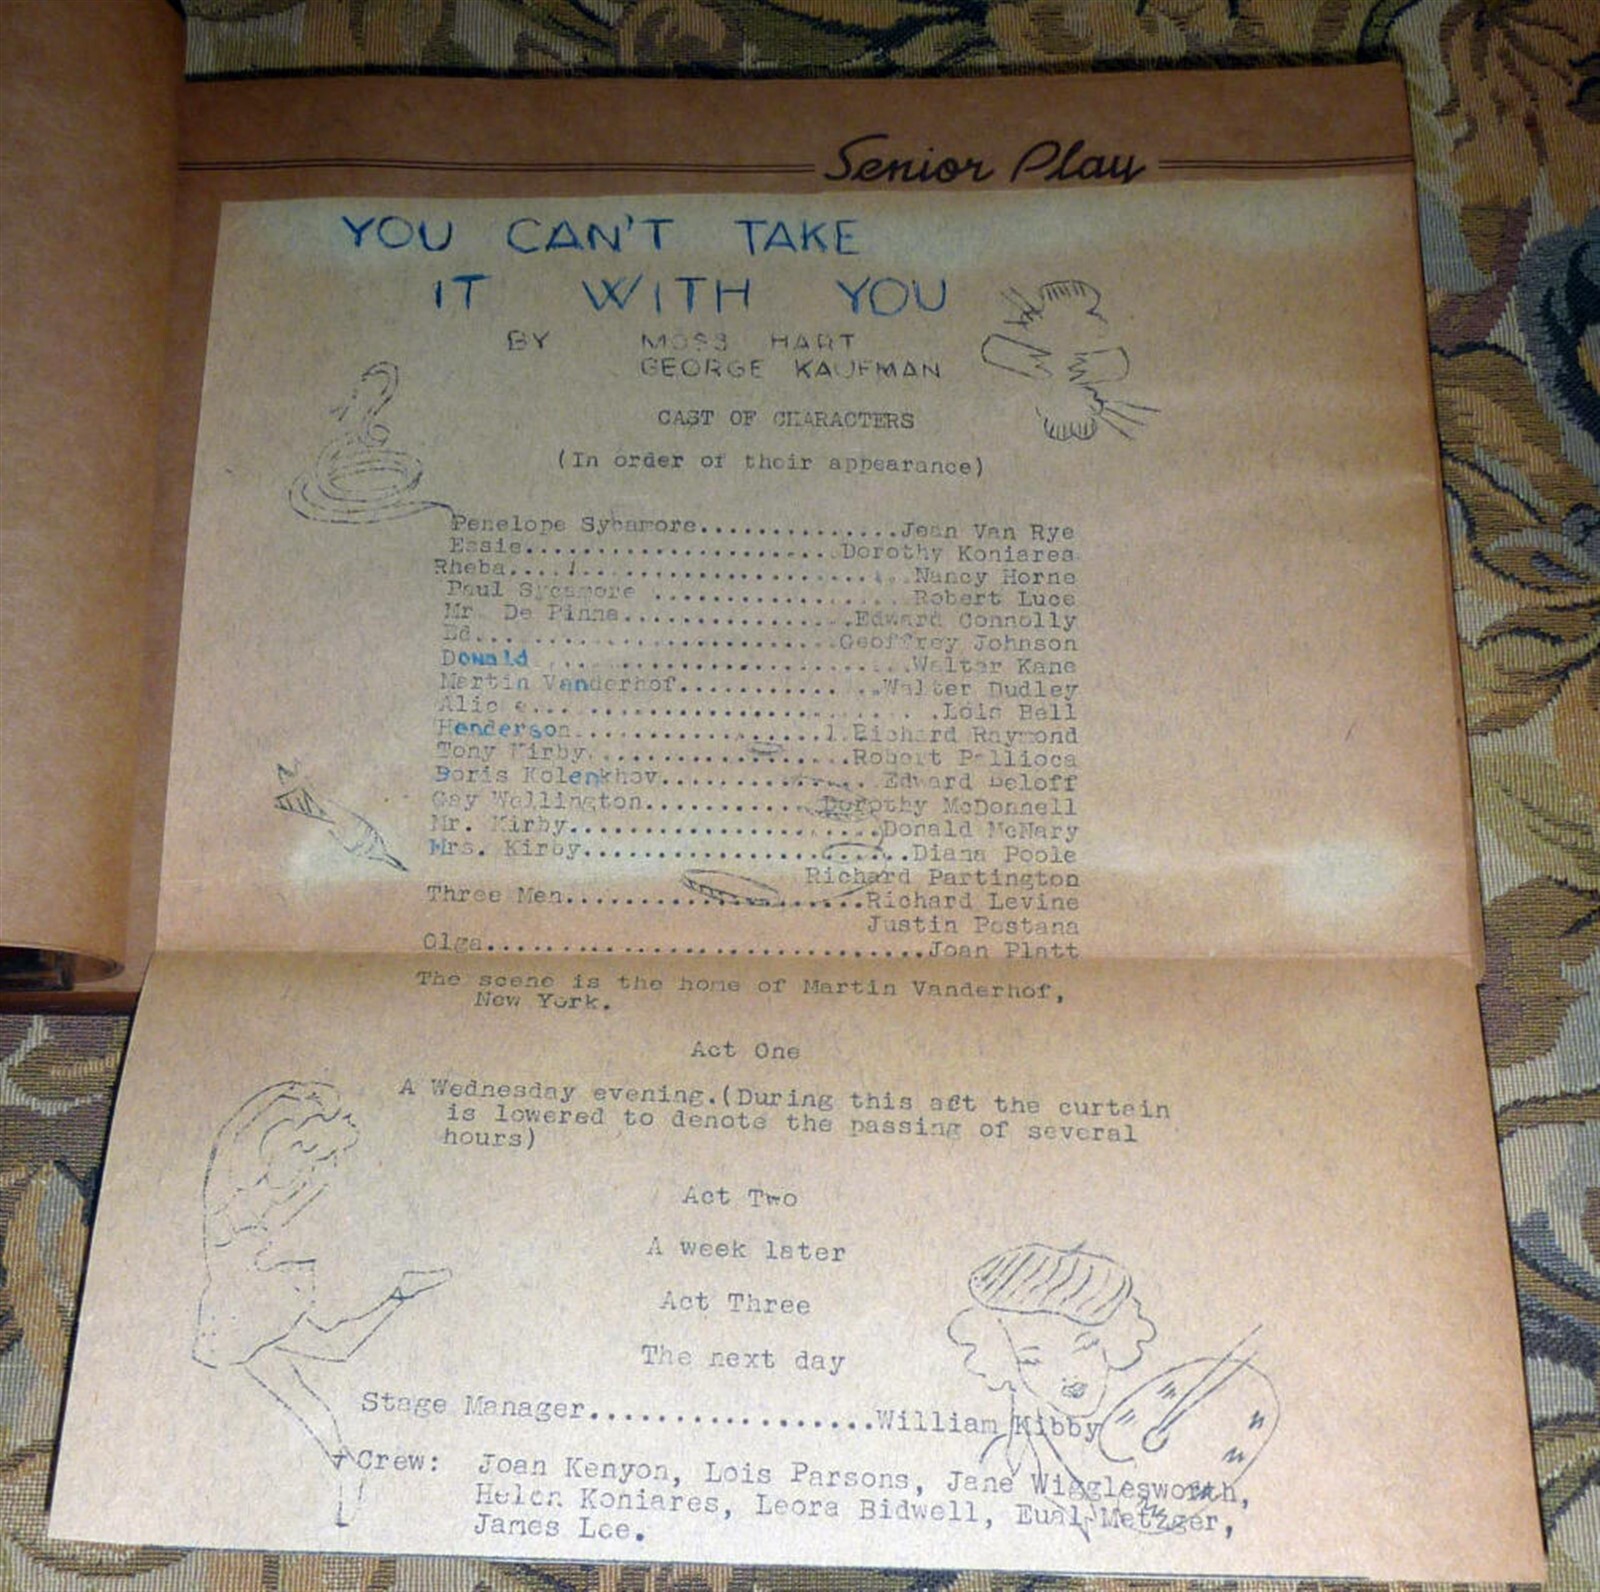 Senior Play
YOU CAN'T TAKE
IT WITH YOU
BY MOSS HART
GEORGE KAUFMAN
CAST OF CHARACTERS
(In order of their appearance)
Penelope Sycamore..............Jean Van Rye
Essie.......................Dorothy Koniares
Rheba..............................Nancy Horne
Paul Sycamore ...................Robert Luce
Mr. De Pinna.................Edward Connolly
Ed...........................Geoffrey Johnson
Donald ...........................Walter Kane
Martin Vanderhof...............Walter Dudley
Alice..............................Lois Bell
Henderson...................Richard Raymond
Tony Kirby....................Robert Pallioca
Boris Kolenkhov.................Edward Beloff
Gay Wellington.............Dorothy McDonnell
Mr. Kirby.......................Donald McNary
Mrs. Kirby.........................Diana Poole
Richard Partington
Three Men......................Richard Levine
Justin Postana
Olga.................................Joan Platt
The scene is the home of Martin Vanderhof,
New York.
Act One
A Wednesday evening.(During this act the curtain
is lowered to denote the passing of several
hours)
Act Two
A week later
Act Three
The next day
Stage Manager.................William Kibby
Crew: Joan Kenyon, Lois Parsons, Jane Wigglesworth,
Helen Koniares, Leora Bidwell, Eual Metzger,
James Lee.